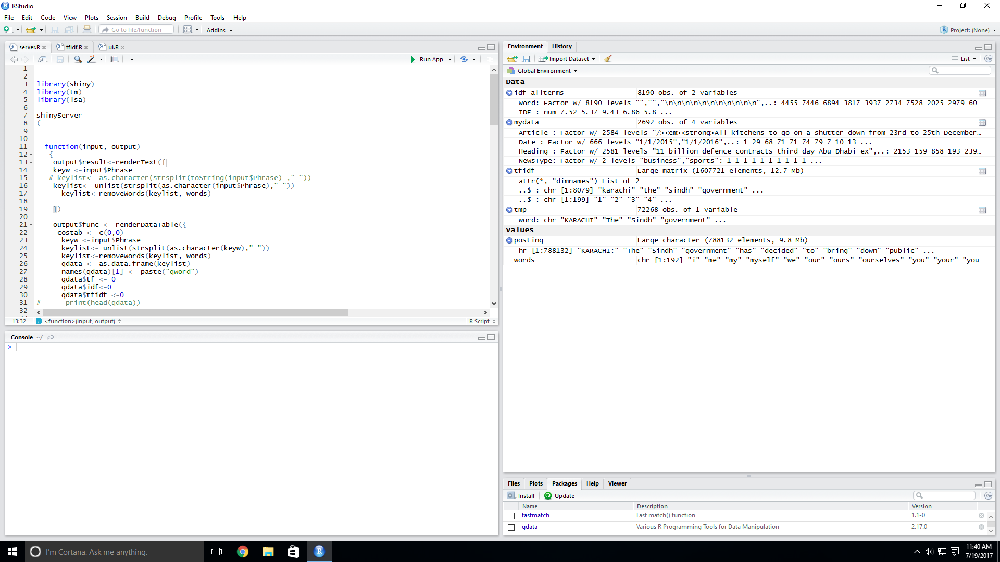 RStudio
File Edit Code View Plots Session Build Debug Profile Tools Help
Go to file/function Addins Project: (None)
server.R tfidf.R ui.R
Run App
1
2
3 library(shiny)
4 library(tm)
5 library(lsa)
6
7 shinyServer
8 (
9
10
11 function(input, output)
12 {
13 output$result<-renderText({
14 keyw <-input$Phrase
15 # keylist<- as.character(strsplit(toString(input$Phrase) ," "))
16 keylist<- unlist(strsplit(as.character(input$Phrase)," "))
17 keylist<-removeWords(keylist, words)
18
19 })
20
21 output$func <- renderDataTable({
22 costab <- c(0,0)
23 keyw <-input$Phrase
24 keylist<- unlist(strsplit(as.character(keyw)," "))
25 keylist<-removeWords(keylist, words)
26 qdata <- as.data.frame(keylist)
27 names(qdata)[1] <- paste("qword")
28 qdata$tf <- 0
29 qdata$idf<-0
30 qdata$tfidf <-0
31 # print(head(qdata))
32
13:32 <function>(input, output) R Script
Console ~/
>
Environment History
Import Dataset List
Global Environment
Data
idf_allterms 8190 obs. of 2 variables
Word: Factor w/ 8190 levels "","","\n\n\n\n\n\n\n\n\n\n\n",..: 4455 7446 6894 3817 3937 2734 7528 2025 2979 60…
IDF : num 7.52 5.37 9.43 6.86 5.8 ...
mydata 2692 obs. of 4 variables
Article : Factor w/ 2584 levels "/><em><strong>All kitchens to go on a shutter-down from 23rd to 25th December…
Date : Factor w/ 666 levels "1/1/2015","1/1/2016",..: 1 29 68 71 71 74 79 7 10 13 ...
Heading : Factor w/ 2581 levels "11 billion defence contracts third day Abu Dhabi ex",..: 2153 159 858 193 239…
NewsType: Factor w/ 2 levels "business","sports": 1 1 1 1 1 1 1 1 1 1 ...
tfidf Large matrix (1607721 elements, 12.7 Mb)
attr(*, "dimnames")=List of 2
..$ : chr [1:8079] "karachi" "the" "sindh" "government" ...
..$ : chr [1:199] "1" "2" "3" "4" ...
tmp 72268 obs. of 1 variable
word: chr "KARACHI" "The" "Sindh" "government" ...
Values
posting Large character (788132 elements, 9.8 Mb)
hr [1:788132] "KARACHI:" "The" "Sindh" "government" "has" "decided" "to" "bring" "down" "public" ...
words chr [1:192] "i" "me" "my" "myself" "we" "our" "ours" "ourselves" "you" "your" "you…
Files Plots Packages Help Viewer
Install Update
Name Description Version
fastmatch Fast match() function 1.1-0
gdata Various R Programming Tools for Data Manipulation 2.17.0
I'm Cortana. Ask me anything.
11:40 AM
7/19/2017